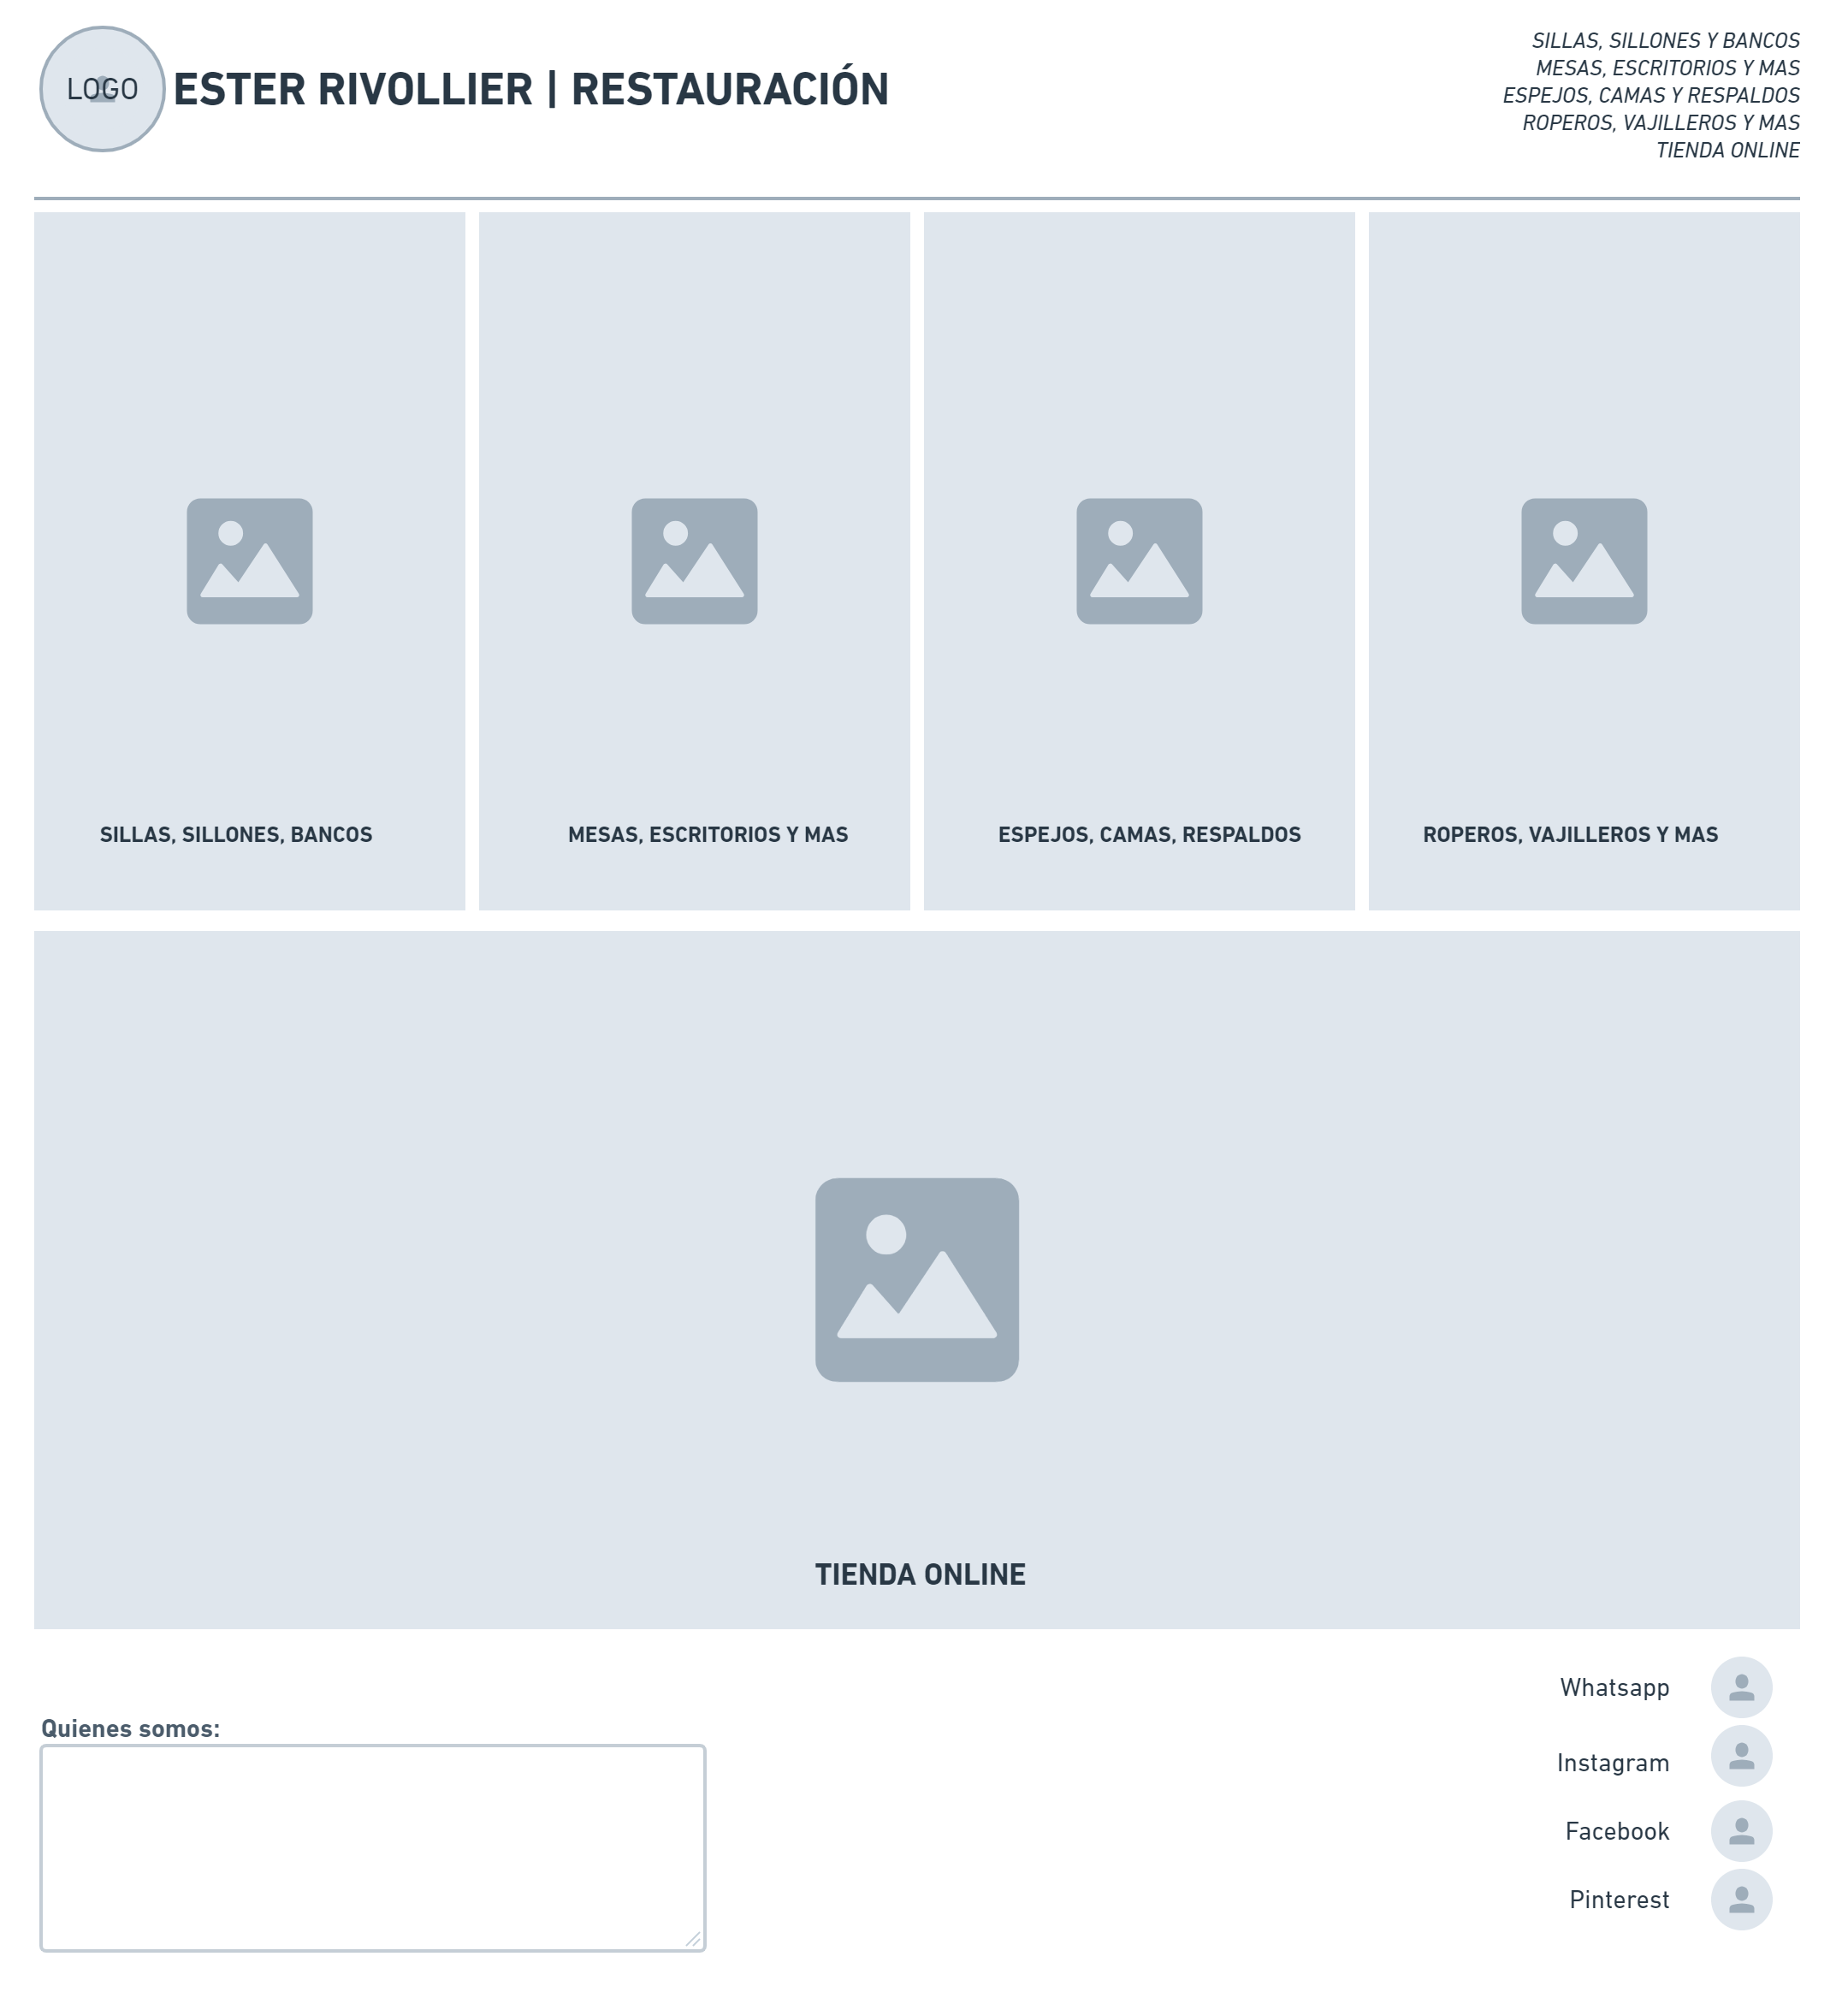 LOGO
ESTER RIVOLLIER | RESTAURACIÓN
SILLAS, SILLONES Y BANCOS
MESAS, ESCRITORIOS Y MAS
ESPEJOS, CAMAS Y RESPALDOS
ROPEROS, VAJILLEROS Y MAS
TIENDA ONLINE
SILLAS, SILLONES, BANCOS
MESAS, ESCRITORIOS Y MAS
ESPEJOS, CAMAS, RESPALDOS
ROPEROS, VAJILLEROS Y MAS
TIENDA ONLINE
Quienes somos:
Whatsapp
Instagram
Facebook
Pinterest